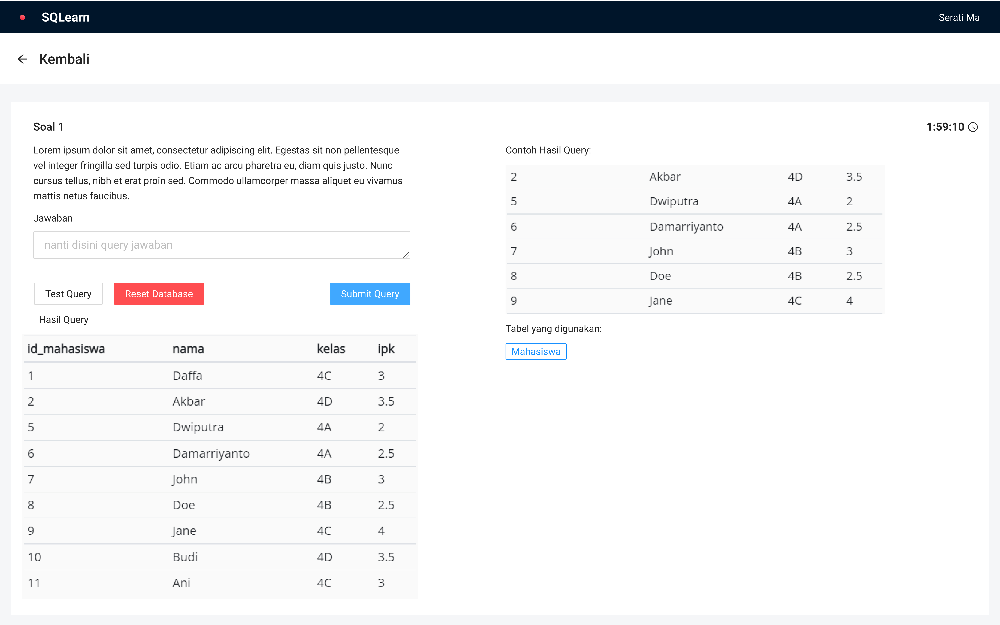 SQLearn
Serati Ma
Kembali
Soal 1
1:59:10
Lorem ipsum dolor sit amet, consectetur adipiscing elit. Egestas sit non pellentesque
vel integer fringilla sed turpis odio. Etiam ac arcu pharetra eu, diam quis justo. Nunc
cursus tellus, nibh et erat proin sed. Commodo ullamcorper massa aliquet eu vivamus
mattis netus faucibus.
Jawaban
nanti disini query jawaban
Test Query Reset Database Submit Query
Hasil Query
id_mahasiswa nama kelas ipk
1 Daffa 4C 3
2 Akbar 4D 3.5
5 Dwiputra 4A 2
6 Damarriyanto 4A 2.5
7 John 4B 3
8 Doe 4B 2.5
9 Jane 4C 4
10 Budi 4D 3.5
11 Ani 4C 3
Contoh Hasil Query:
2 Akbar 4D 3.5
5 Dwiputra 4A 2
6 Damarriyanto 4A 2.5
7 John 4B 3
8 Doe 4B 2.5
9 Jane 4C 4
Tabel yang digunakan:
Mahasiswa